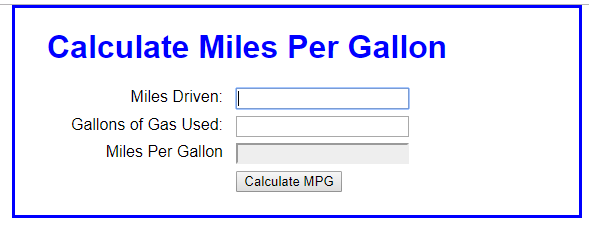 Calculate Miles Per Gallon
Miles Driven:
Gallons of Gas Used:
Miles Per Gallon
Calculate MPG